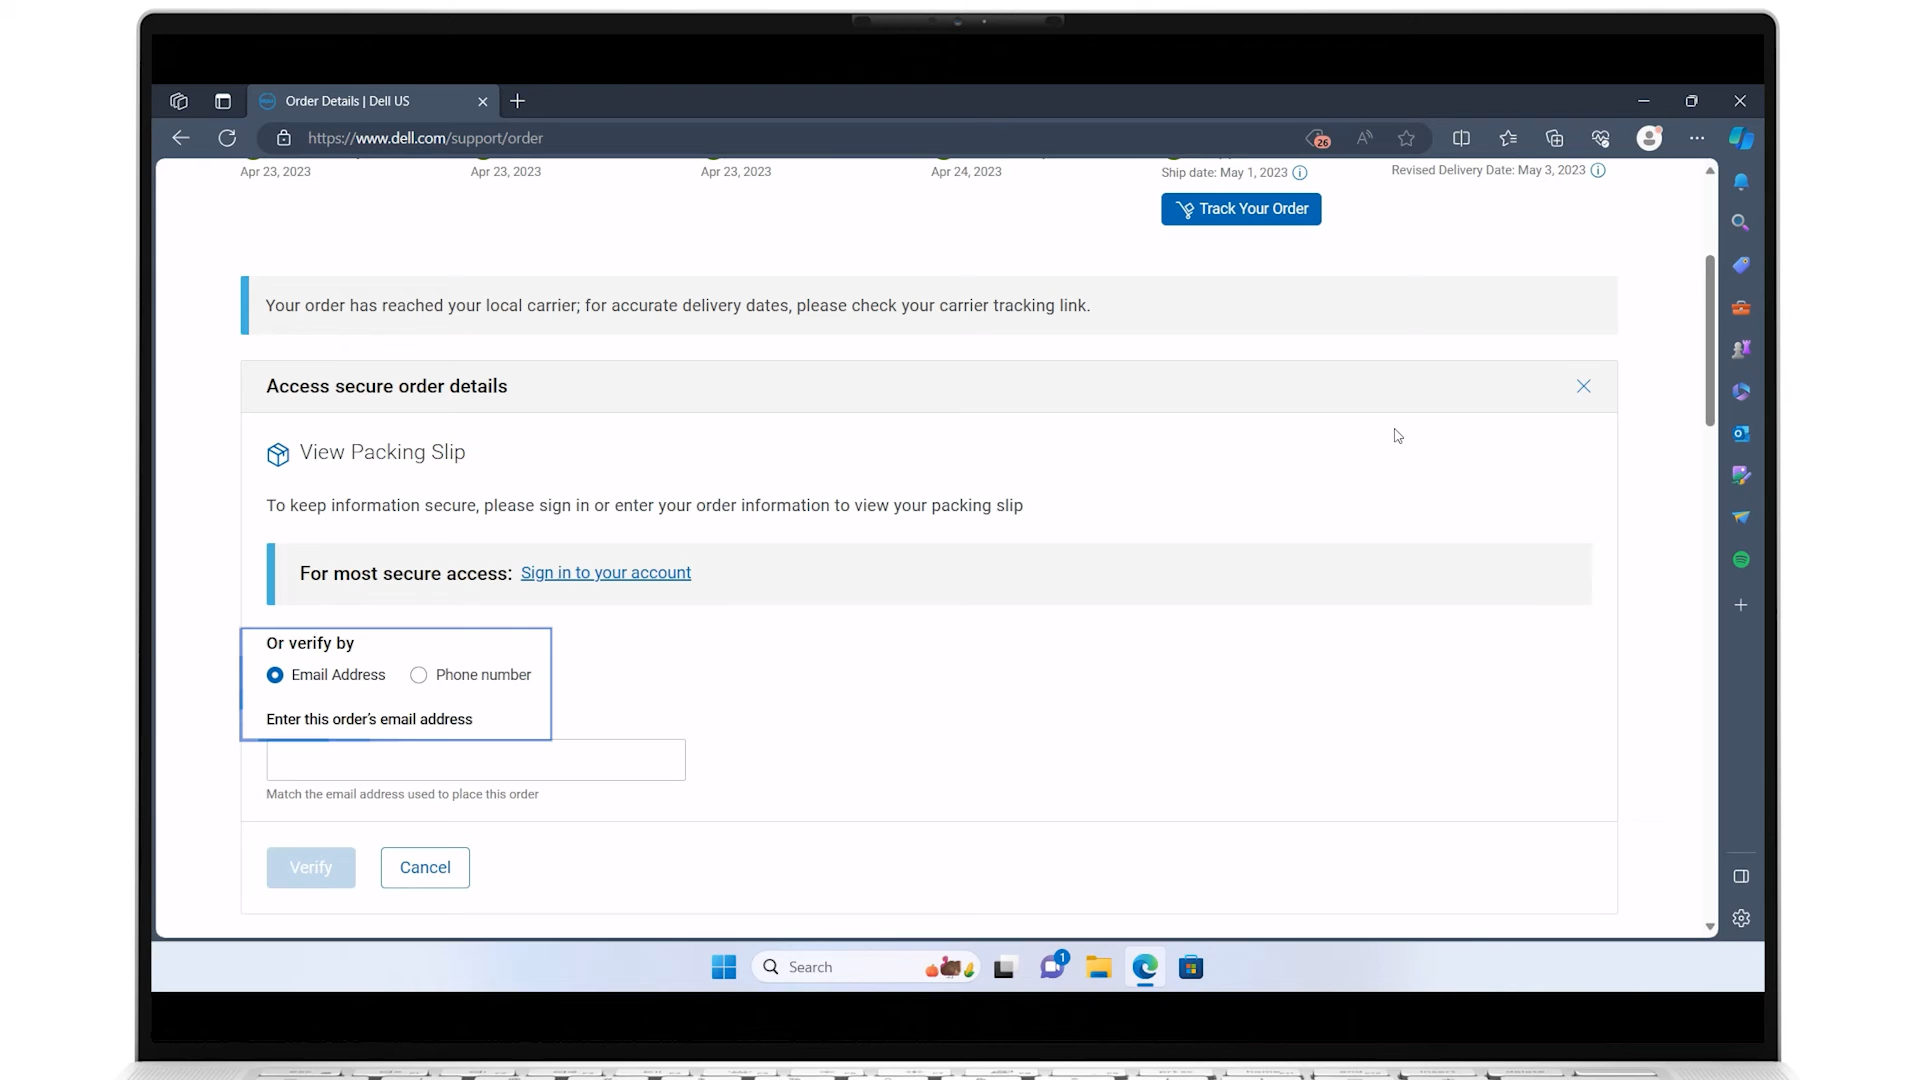 Order Details | Dell US
https://www.dell.com/support/order
26
Apr 23, 2023
Apr 23, 2023
Apr 23, 2023
Apr 24, 2023
Ship date: May 1, 2023
Revised Delivery Date: May 3, 2023
Track Your Order
Your order has reached your local carrier; for accurate delivery dates, please check your carrier tracking link.
Access secure order details
View Packing Slip
To keep information secure, please sign in or enter your order information to view your packing slip
For most secure access: Sign in to your account
Or verify by
Email Address
Phone number
Enter this order's email address
Match the email address used to place this order
Verify
Cancel
Search
1